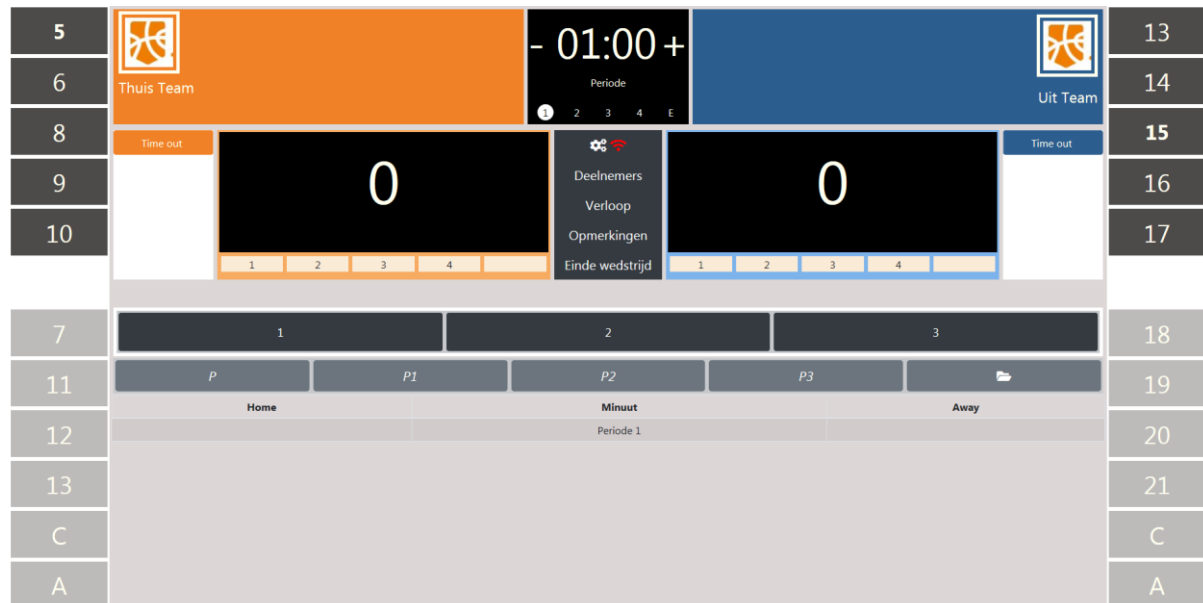 5
6
8
9
10
7
11
12
13
C
A
Thuis Team
- 01:00 +
Periode
1 2 3 4 E
Uit Team
Time out
0
1 2 3 4
Deelnemers
Verloop
Opmerkingen
Einde wedstrijd
0
1 2 3 4
Time out
1 2 3
P P1 P2 P3
Home Minuut Away
Periode 1
13
14
15
16
17
18
19
20
21
C
A